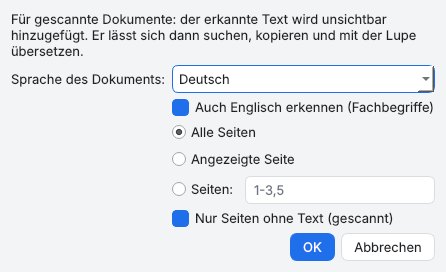 Für gescannte Dokumente: der erkannte Text wird unsichtbar
hinzugefügt. Er lässt sich dann suchen, kopieren und mit der Lupe
übersetzen.
Sprache des Dokuments: Deutsch
Auch Englisch erkennen (Fachbegriffe)
Alle Seiten
Angezeigte Seite
Seiten: 1-3,5
Nur Seiten ohne Text (gescannt)
OK Abbrechen